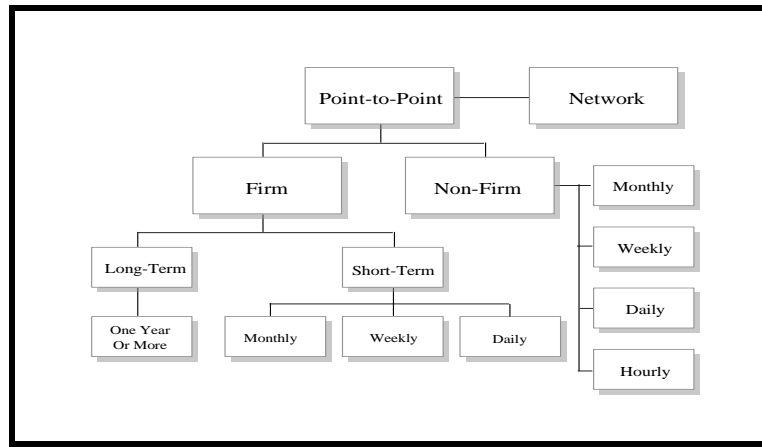 Point-to-Point
Network
Firm
Non-Firm
Monthly
Weekly
Daily
Hourly
Long-Term
Short-Term
One Year
Or More
Monthly
Weekly
Daily